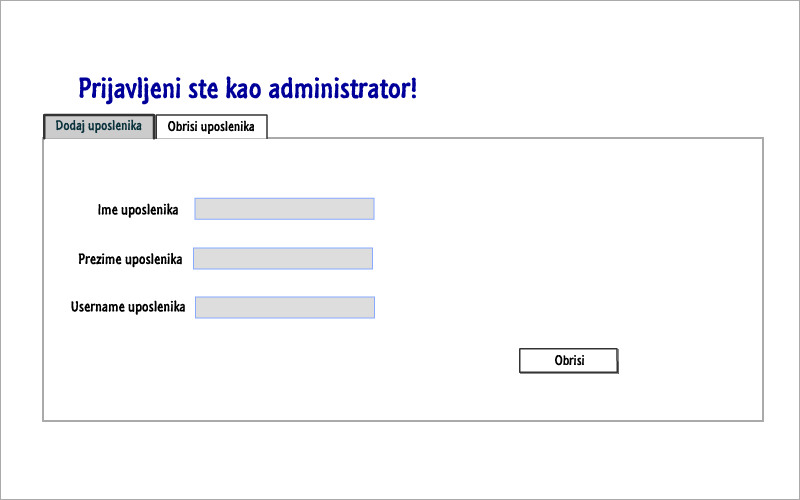 Prijavljeni ste kao administrator!
Dodaj uposlenika
Obrisi uposlenika
Ime uposlenika
Prezime uposlenika
Username uposlenika
Obrisi